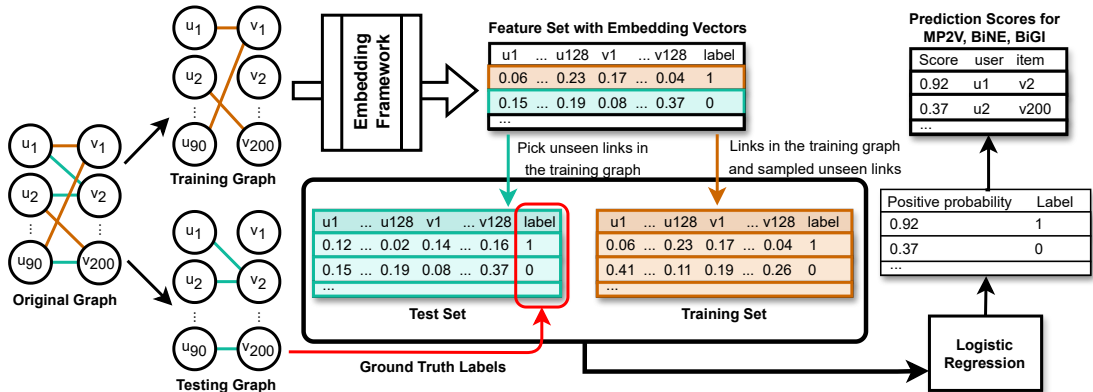 u1
v1
u2
v2
⋮
⋮
u90
v200
Original Graph
u1
v1
u2
v2
⋮
⋮
u90
v200
Training Graph
u1
v1
u2
v2
⋮
⋮
u90
v200
Testing Graph
Embedding
Framework
Feature Set with Embedding Vectors
u1 ... u128 v1 ... v128 label
0.06 ... 0.23 0.17 ... 0.04 1
0.15 ... 0.19 0.08 ... 0.37 0
...
Pick unseen links in
the training graph
Links in the training graph
and sampled unseen links
u1 ... u128 v1 ... v128 label
0.12 ... 0.02 0.14 ... 0.16 1
0.15 ... 0.19 0.08 ... 0.37 0
...
Test Set
u1 ... u128 v1 ... v128 label
0.06 ... 0.23 0.17 ... 0.04 1
0.41 ... 0.11 0.19 ... 0.26 0
...
Training Set
Ground Truth Labels
Logistic
Regression
Positive probability Label
0.92 1
0.37 0
...
Prediction Scores for
MP2V, BiNE, BiGI
Score user item
0.92 u1 v2
0.37 u2 v200
...